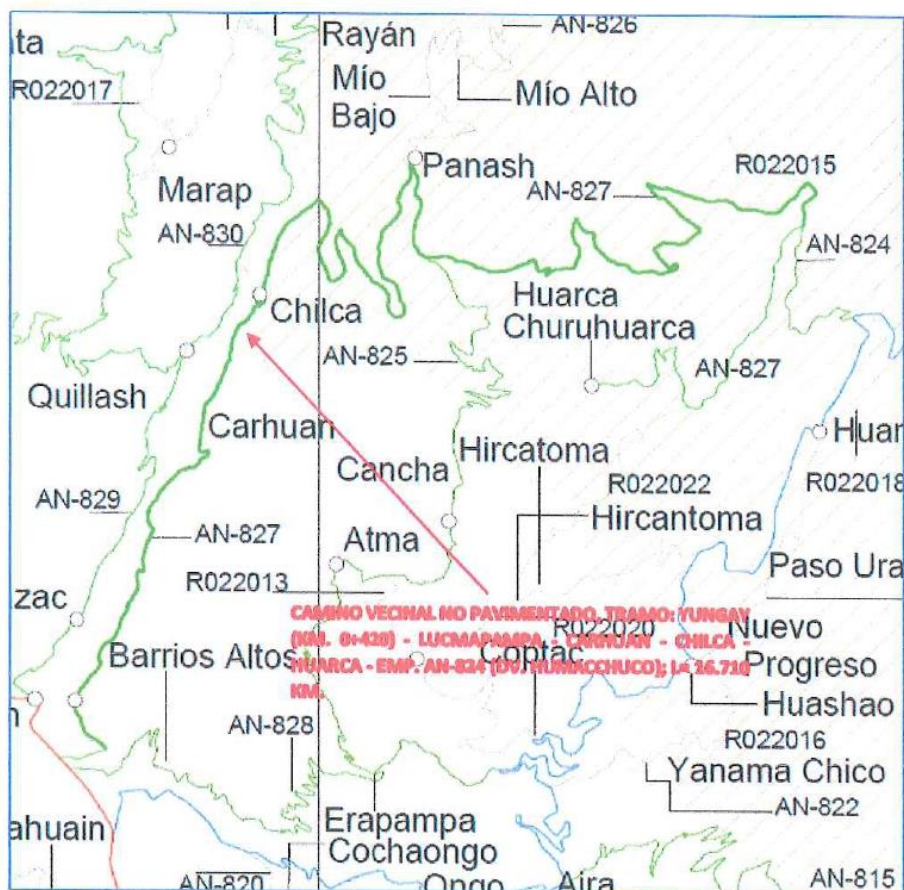 nta
Rayán
AN-826
R022017
Mío
Bajo
Mío Alto
Panash
R022015
AN-827
Marap
AN-830
AN-824
Chilca
Huarca
Churuhuarca
AN-825
AN-827
Quillash
Carhuan
Hircatoma
Huar
Cancha
R022022
R022018
AN-829
Hircantoma
AN-827
Atma
Paso Ura
R022013
zac
CAMINO VECINAL NO PAVIMENTADO, TRAMO: YUNGAY
(KM. 0+420) - LUCMAPAMPA - CARHUAN - CHILCA -
HUARCA - EMP. AN-824 (DV. HUMACCHUCO); L= 16.710
KM.
R022020
Nuevo
Progreso
Barrios Altos
Coptac
Huashao
n
AN-828
R022016
Yanama Chico
AN-822
ahuain
Erapampa
Cochaongo
AN-820
Ongo
Aira
AN-815